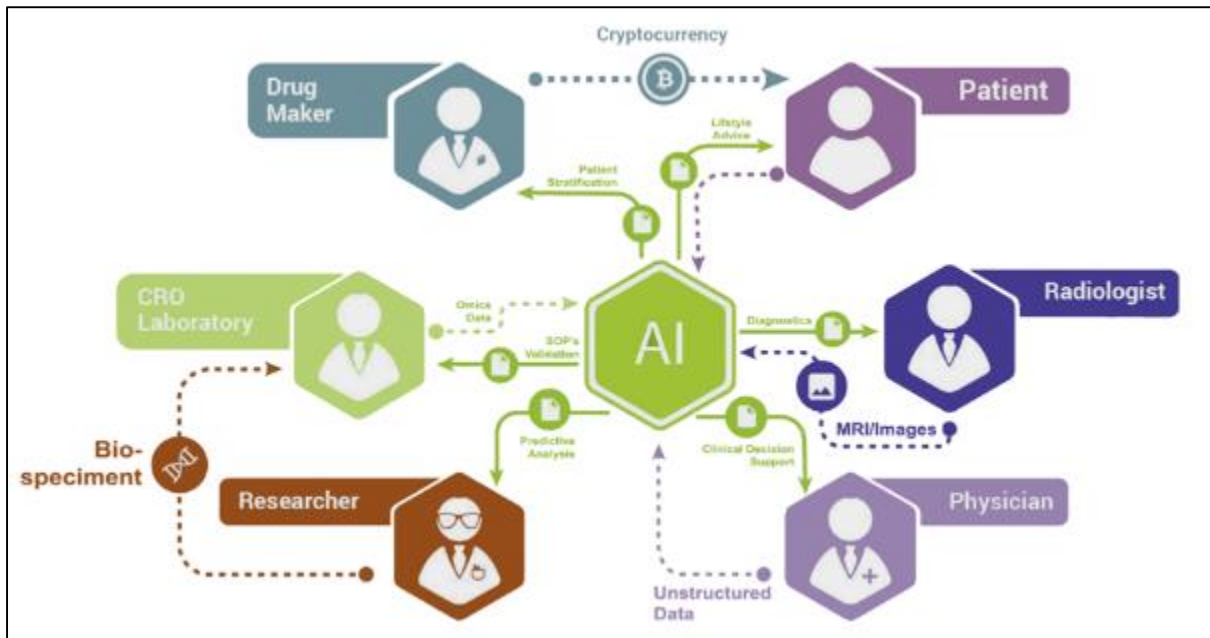 Cryptocurrency
Drug
Maker
Patient
Lifstyle
Advice
Patient
Stratification
CRO
Laboratory
Omics
Data
SOP's
Validation
AI
Diagnostics
Radiologist
MRI/Images
Bio-
speciment
Predictive
Analysis
Clinical Decision
Support
Researcher
Physician
Unstructured
Data